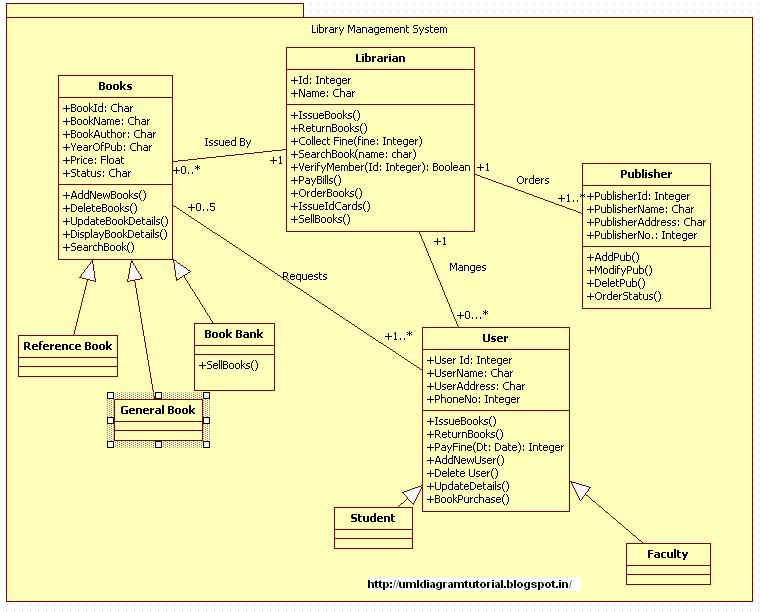 Library Management System
Books
+BookId: Char
+BookName: Char
+BookAuthor: Char
+YearOfPub: Char
+Price: Float
+Status: Char
+AddNewBooks()
+DeleteBooks()
+UpdateBookDetails()
+DisplayBookDetails()
+SearchBook()
Issued By
+0..*
+1
Librarian
+Id: Integer
+Name: Char
+IssueBooks()
+ReturnBooks()
+Collect Fine(fine: Integer)
+SearchBook(name: char)
+VerifyMember(Id: Integer): Boolean
+PayBills()
+OrderBooks()
+IssueIdCards()
+SellBooks()
+1
Orders
+1..*
Publisher
+PublisherId: Integer
+PublisherName: Char
+PublisherAddress: Char
+PublisherNo.: Integer
+AddPub()
+ModifyPub()
+DeletPub()
+OrderStatus()
+0..5
Requests
+1..*
+1
Manges
+0...*
Reference Book
Book Bank
+SellBooks()
General Book
User
+User Id: Integer
+UserName: Char
+UserAddress: Char
+PhoneNo: Integer
+IssueBooks()
+ReturnBooks()
+PayFine(Dt: Date): Integer
+AddNewUser()
+Delete User()
+UpdateDetails()
+BookPurchase()
Student
Faculty
http://umldiagramtutorial.blogspot.in/